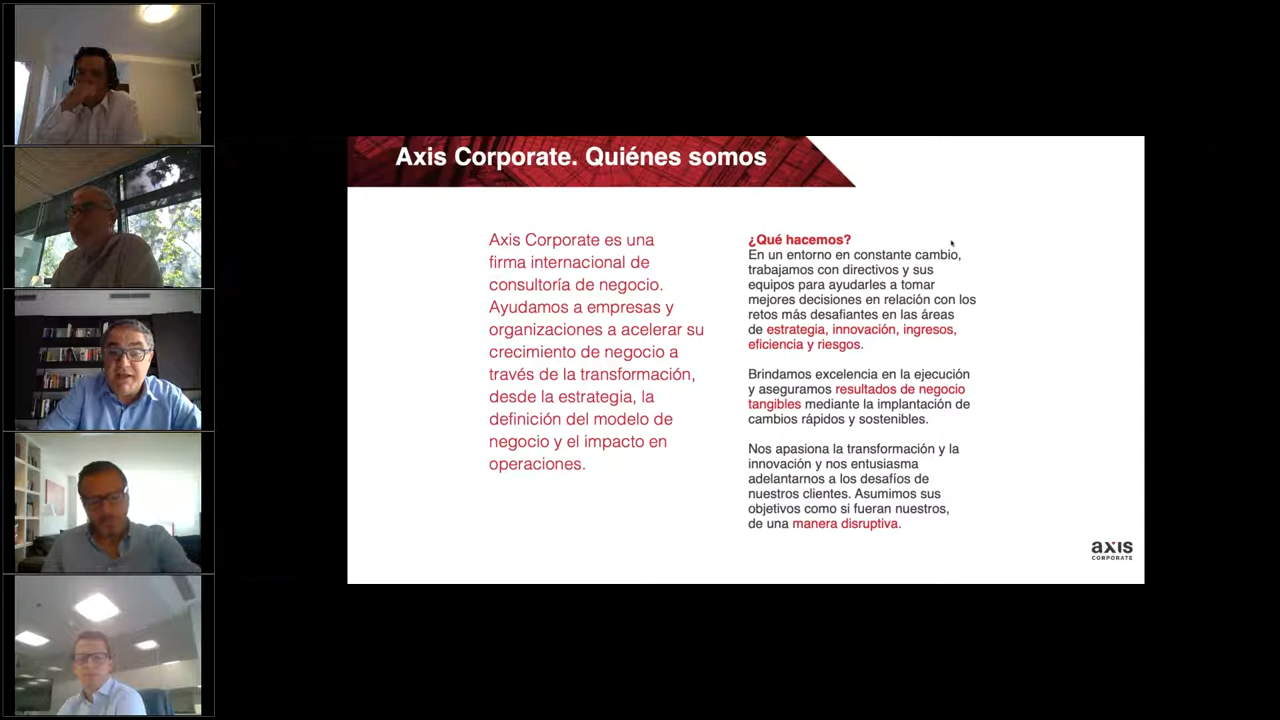 Axis Corporate. Quiénes somos
Axis Corporate es una
firma internacional de
consultoría de negocio.
Ayudamos a empresas y
organizaciones a acelerar su
crecimiento de negocio a
través de la transformación,
desde la estrategia, la
definición del modelo de
negocio y el impacto en
operaciones.
¿Qué hacemos?
En un entorno en constante cambio,
trabajamos con directivos y sus
equipos para ayudarles a tomar
mejores decisiones en relación con los
retos más desafiantes en las áreas
de estrategia, innovación, ingresos,
eficiencia y riesgos.
Brindamos excelencia en la ejecución
y aseguramos resultados de negocio
tangibles mediante la implantación de
cambios rápidos y sostenibles.
Nos apasiona la transformación y la
innovación y nos entusiasma
adelantarnos a los desafíos de
nuestros clientes. Asumimos sus
objetivos como si fueran nuestros,
de una manera disruptiva.
axis
CORPORATE